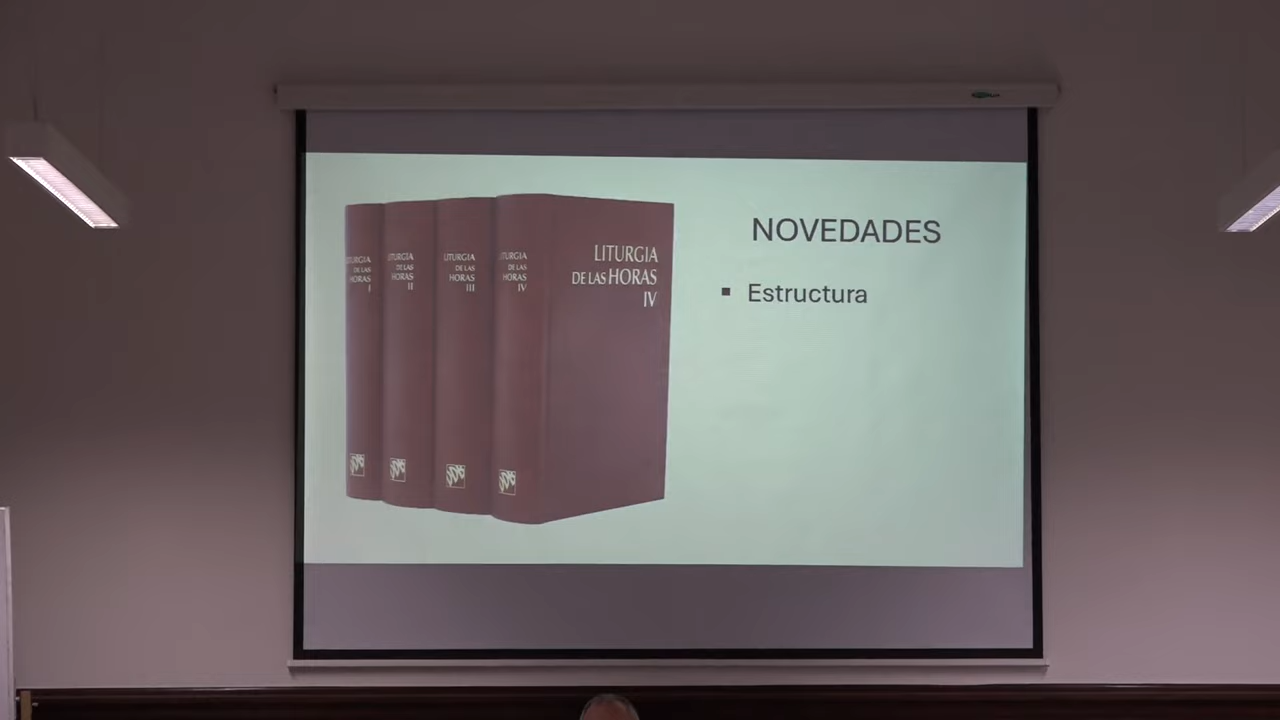 LITURGIA
DE LAS
HORAS
I
LITURGIA
DE LAS
HORAS
II
LITURGIA
DE LAS
HORAS
III
LITURGIA
DE LAS
HORAS
IV
LITURGIA
DE LAS HORAS
IV
NOVEDADES
▪ Estructura